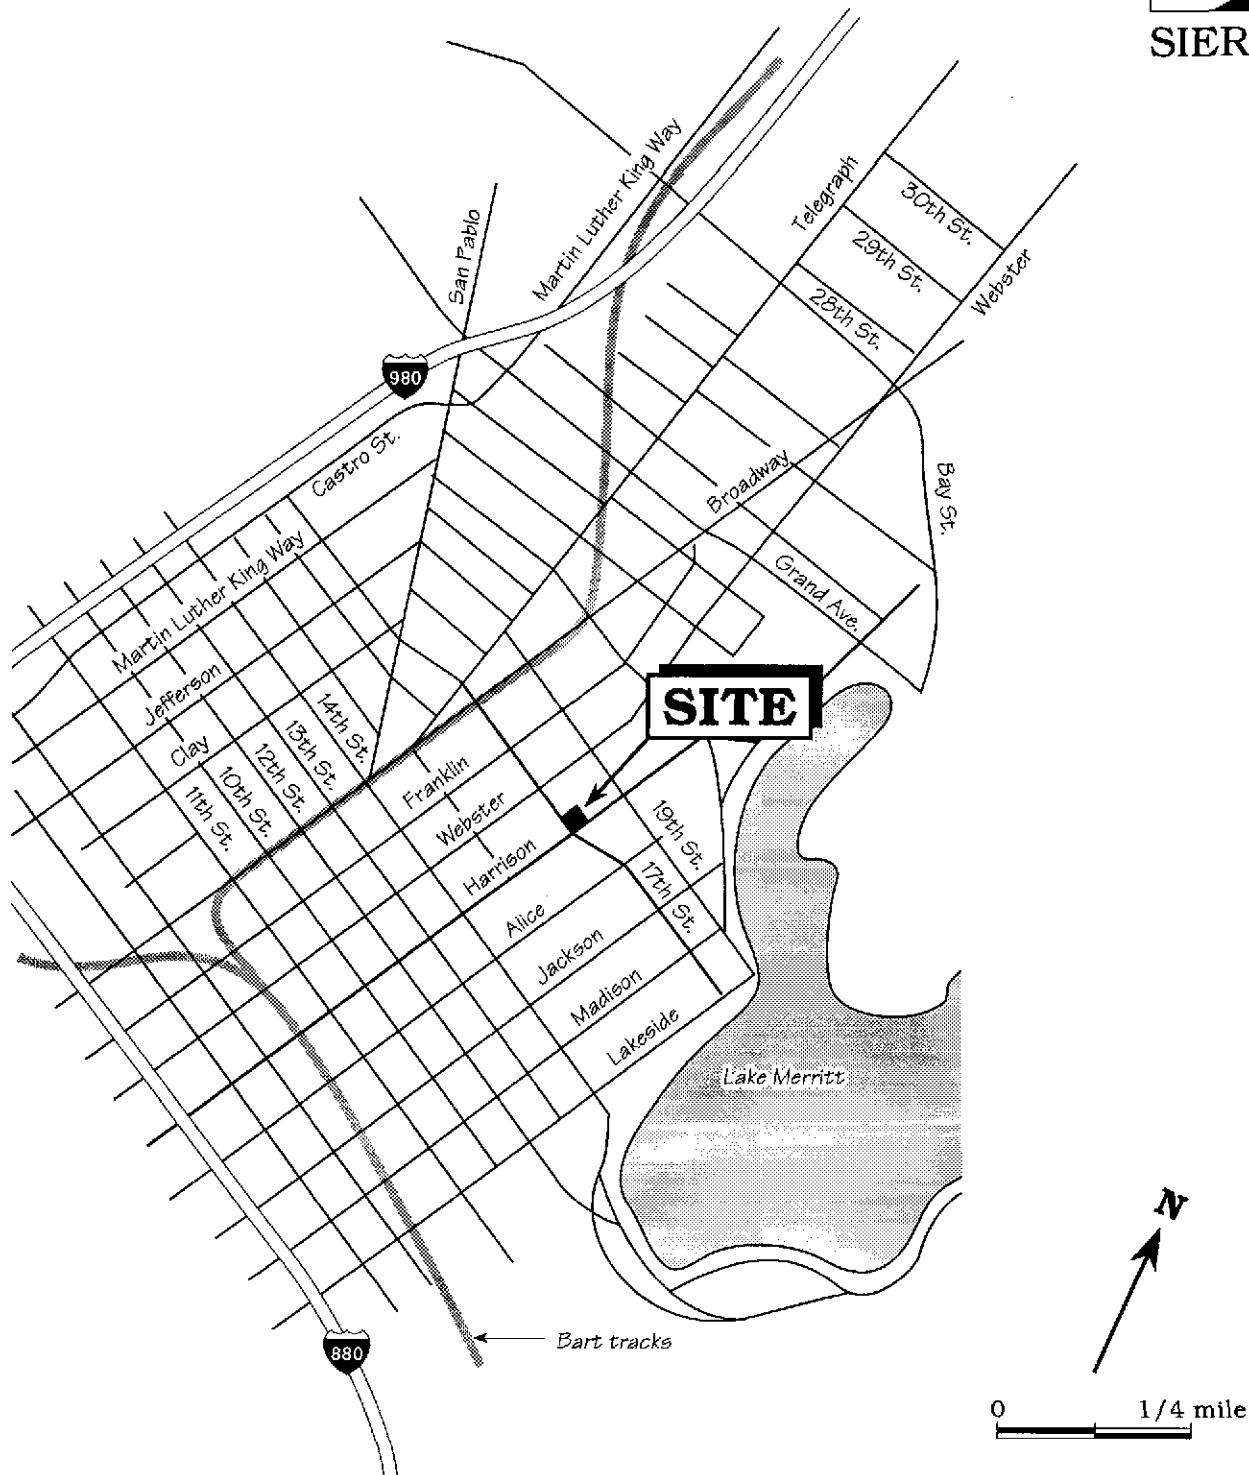 SIER
San Pablo
Martin Luther King Way
Telegraph
30th St.
29th St.
28th St.
Webster
980
Castro St.
Broadway
Bay St.
Grand Ave.
Martin Luther King Way
Jefferson
Clay
14th St.
13th St.
12th St.
10th St.
11th St.
SITE
Franklin
Webster
Harrison
Alice
Jackson
Madison
Lakeside
19th St.
17th St.
Lake Merritt
N
Bart tracks
880
0 1/4 mile